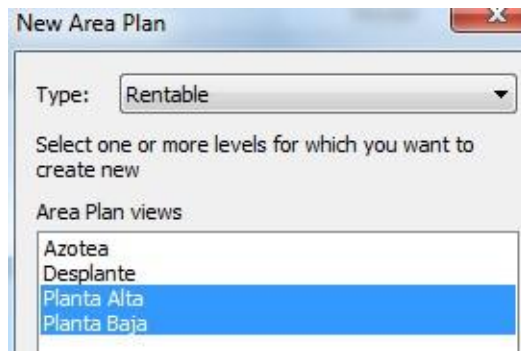 New Area Plan
Type: Rentable
Select one or more levels for which you want to
create new
Area Plan views
Azotea
Desplante
Planta Alta
Planta Baja